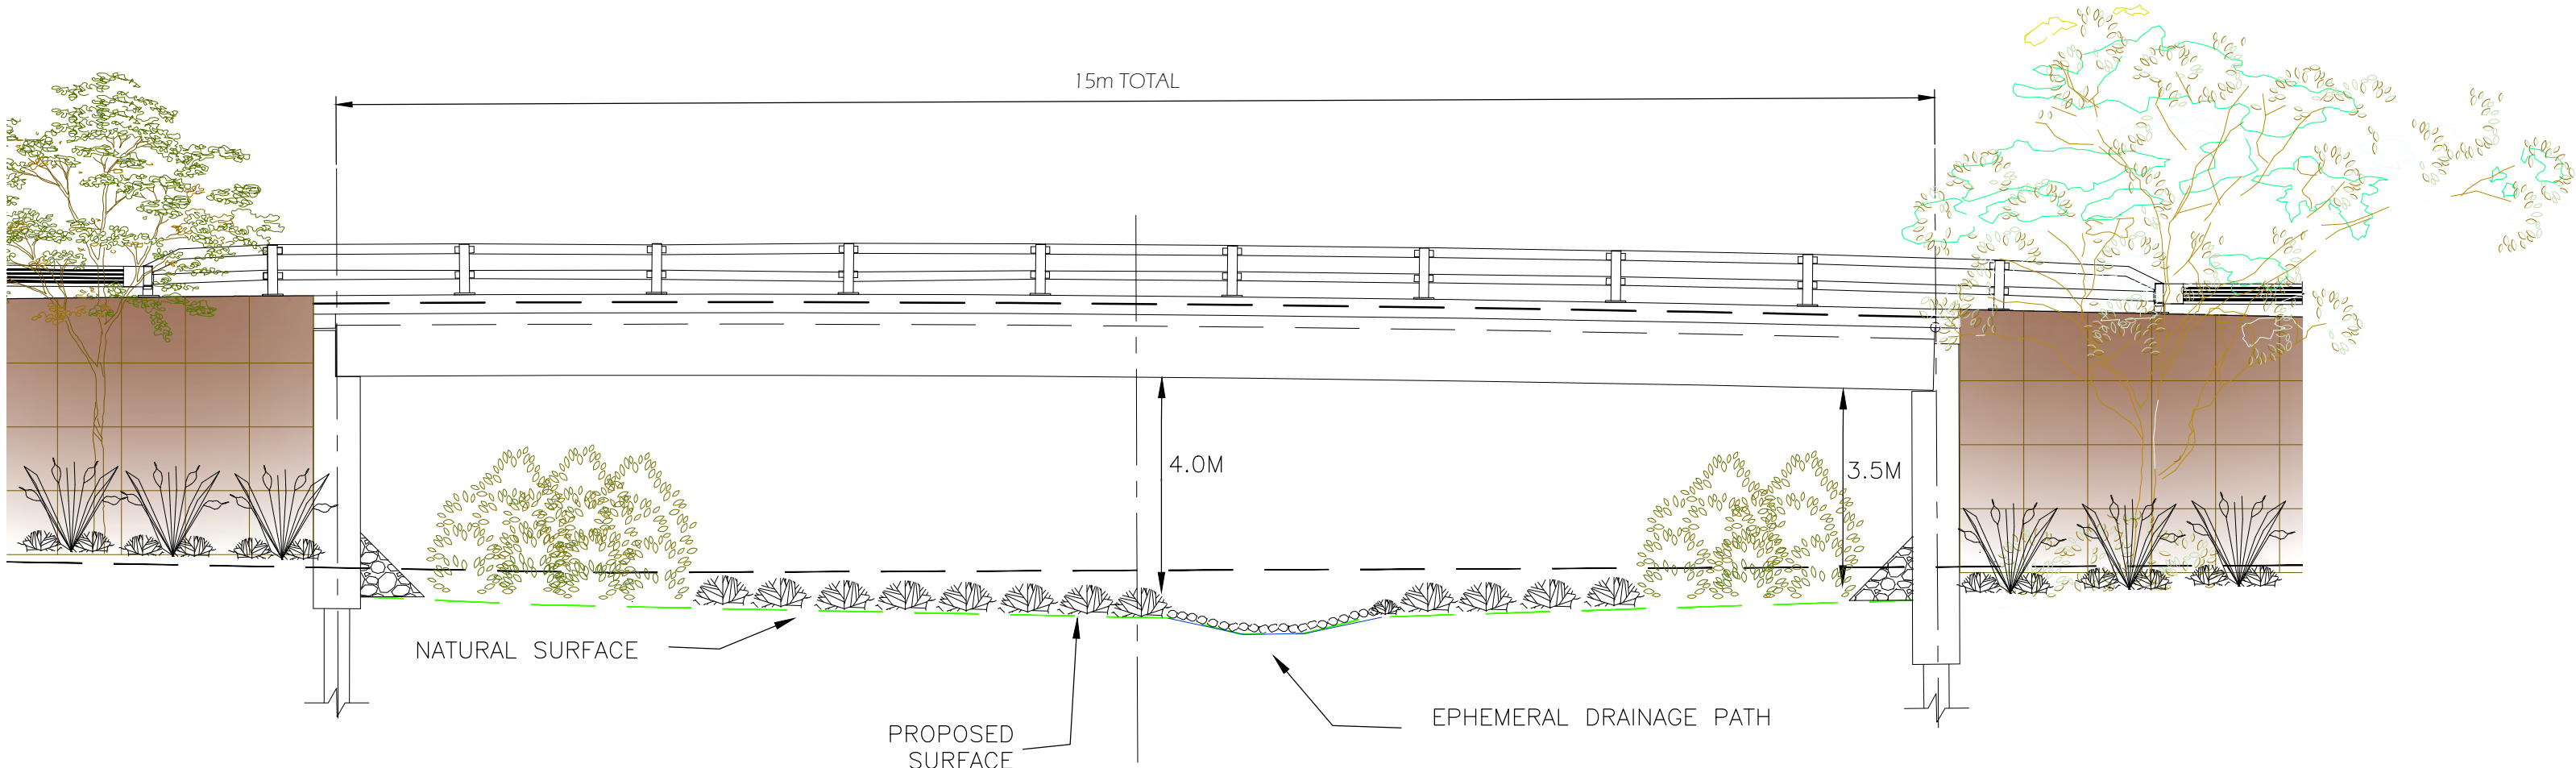 15m TOTAL
4.0M
3.5M
NATURAL SURFACE
EPHEMERAL DRAINAGE PATH
PROPOSED
SURFACE